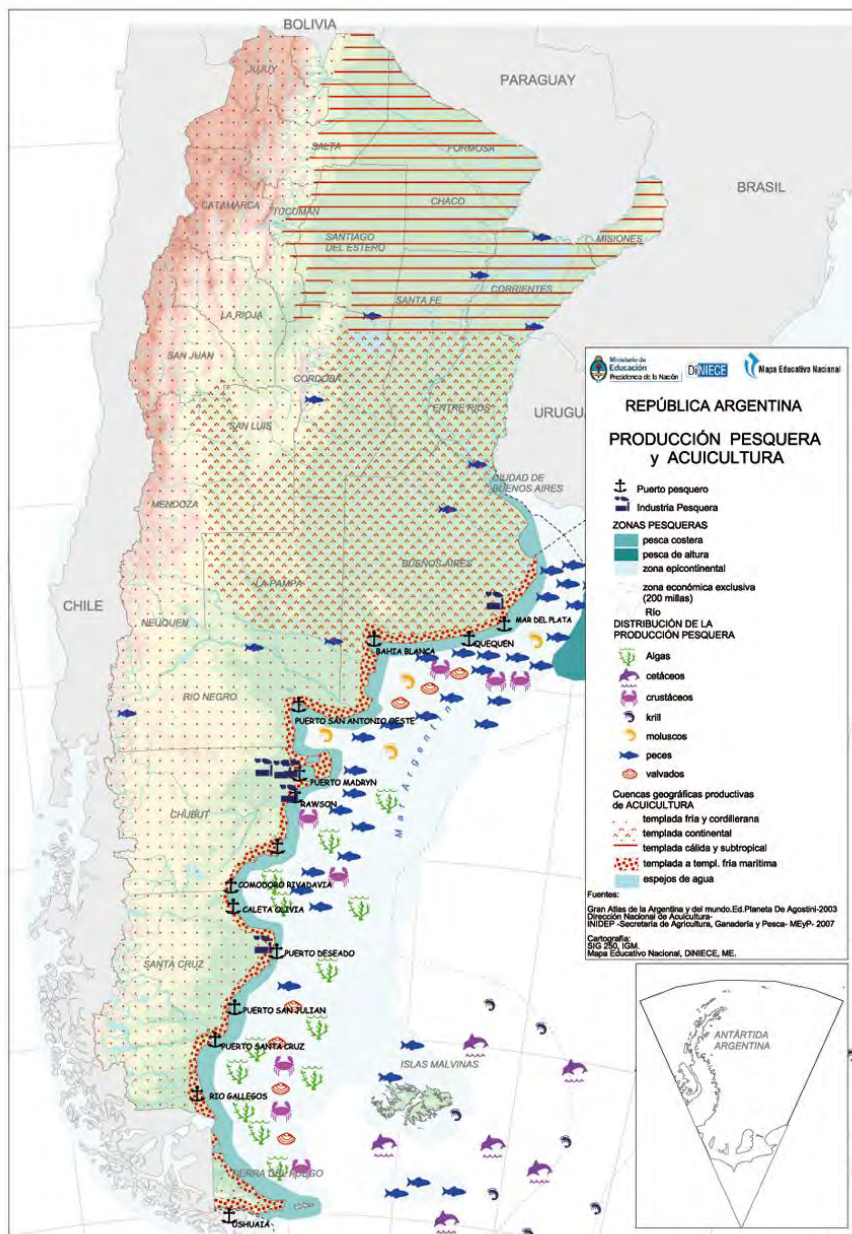 BOLIVIA
JUJUY
PARAGUAY
SALTA
FORMOSA
BRASIL
CATAMARCA
TUCUMAN
CHACO
SANTIAGO
DEL ESTERO
MISIONES
CORRIENTES
SANTA FE
LA RIOJA
SAN JUAN
CORDOBA
ENTRE RIOS
SAN LUIS
URUGUA
CIUDAD DE
BUENOS AIRES
MENDOZA
BUENOS AIRES
LA PAMPA
CHILE
NEUQUEN
MAR DEL PLATA
BAHIA BLANCA
QUEQUEN
RIO NEGRO
PUERTO SAN ANTONIO OESTE
Mar Argentin
PUERTO MADRYN
RAWSON
CHUBUT
COMODORO RIVADAVIA
CALETA OLIVIA
PUERTO DESEADO
SANTA CRUZ
PUERTO SAN JULIAN
PUERTO SANTA CRUZ
ISLAS MALVINAS
RIO GALLEGOS
TIERRA DEL FUEGO
USHUAIA
Ministerio de
Educación
Presidencia de la Nación
DiNIECE
Mapa Educativo Nacional
REPÚBLICA ARGENTINA
PRODUCCIÓN PESQUERA
y ACUICULTURA
Puerto pesquero
Industria Pesquera
ZONAS PESQUERAS
pesca costera
pesca de altura
zona epicontinental
zona económica exclusiva
(200 millas)
Río
DISTRIBUCIÓN DE LA
PRODUCCIÓN PESQUERA
Algas
cetáceos
crustáceos
krill
moluscos
peces
valvados
Cuencas geográficas productivas
de ACUICULTURA
templada fría y cordillerana
templada continental
templada cálida y subtropical
templada a templ. fría marítima
espejos de agua
Fuentes:
Gran Atlas de la Argentina y del mundo.Ed.Planeta De Agostini-2003
Dirección Nacional de Acuicultura-
INIDEP -Secretaría de Agricultura, Ganadería y Pesca- MEyP- 2007
Cartografía:
SIG 250, IGM.
Mapa Educativo Nacional, DINIECE, ME.
ANTÁRTIDA
ARGENTINA